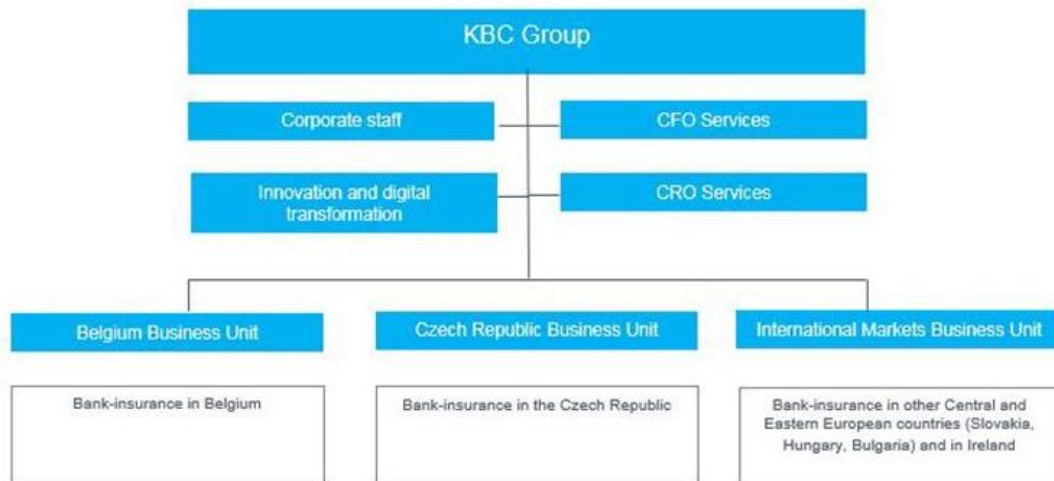 KBC Group
Corporate staff
CFO Services
Innovation and digital
transformation
CRO Services
Belgium Business Unit
Czech Republic Business Unit
International Markets Business Unit
Bank-insurance in Belgium
Bank-insurance in the Czech Republic
Bank-insurance in other Central and
Eastern European countries (Slovakia,
Hungary, Bulgaria) and in Ireland